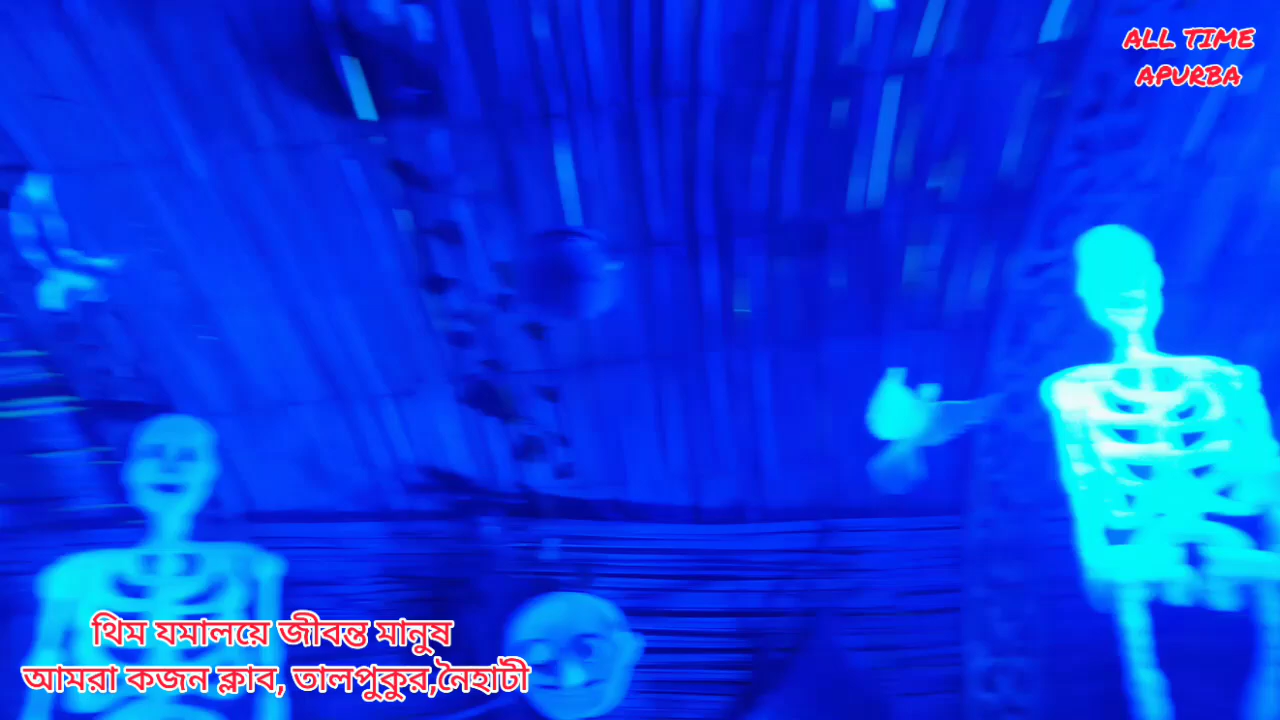 ALL TIME
APURBA
থিম যমালয়ে জীবন্ত মানুষ
আমরা কজন ক্লাব, তালপুকুর,নৈহাটী